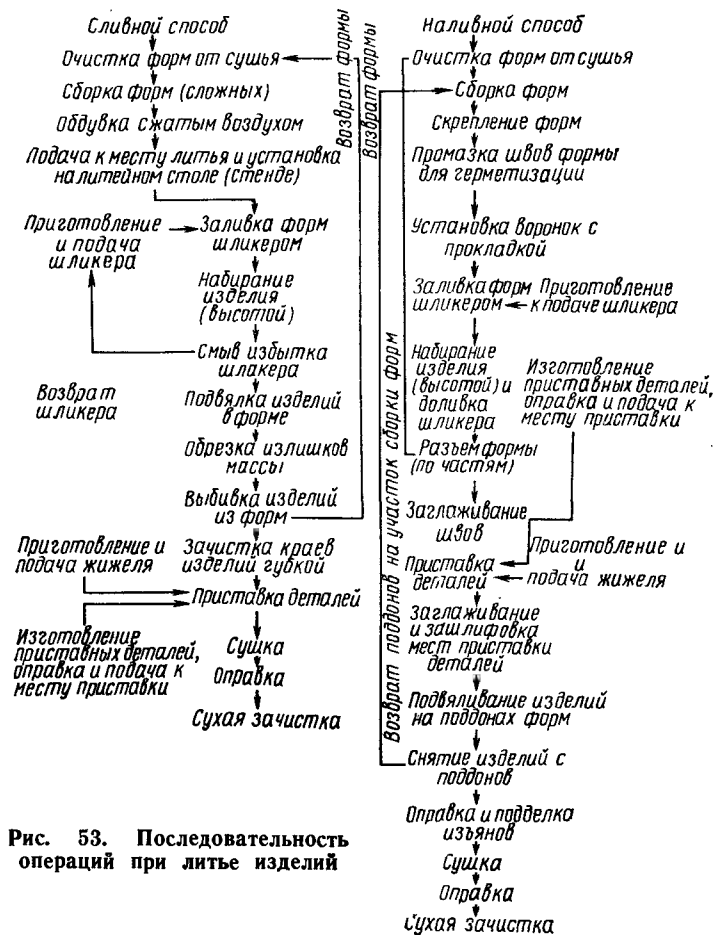 Сливной способ
Очистка форм от сушья
Сборка форм (сложных)
Обдувка сжатым воздухом
Подача к месту литья и установка
на литейном столе (стенде)
Приготовление
и подача
шликера
Заливка форм
шликером
Набирание
изделия
(высотой)
Смыв избытка
шлакера
Возврат
шликера
Подвялка изделий
в форме
Обрезка излишков
массы
Выбивка изделий
из форм
Зачистка краев
изделий губкой
Приготовление и
подача жижеля
Приставка деталей
Изготовление
приставных деталей,
оправка и подача к
месту приставки
Сушка
Оправка
Сухая зачистка
Возврат формы
Возврат формы
Возврат поддонов на участок сборки форм
Наливной способ
Очистка форм от сушья
Сборка форм
Скрепление форм
Промазка швов формы
для герметизации
Установка воронок с
прокладкой
Заливка форм
шликером
Приготовление
к подаче шликера
Набирание
изделия
(высотой) и
доливка
шликера
Изготовление
приставных деталей,
оправка и подача к
месту приставки
Разъем формы
(по частям)
Заглаживание
швов
Приставка
деталей
Приготовление и
и
подача жижеля
Заглаживание
и зашлифовка
мест приставки
деталей
Подвяливание изделий
на поддонах форм
Снятие изделий с
поддонов
Оправка и подделка
изъянов
Сушка
Оправка
Сухая зачистка
Рис. 53. Последовательность
операций при литье изделий